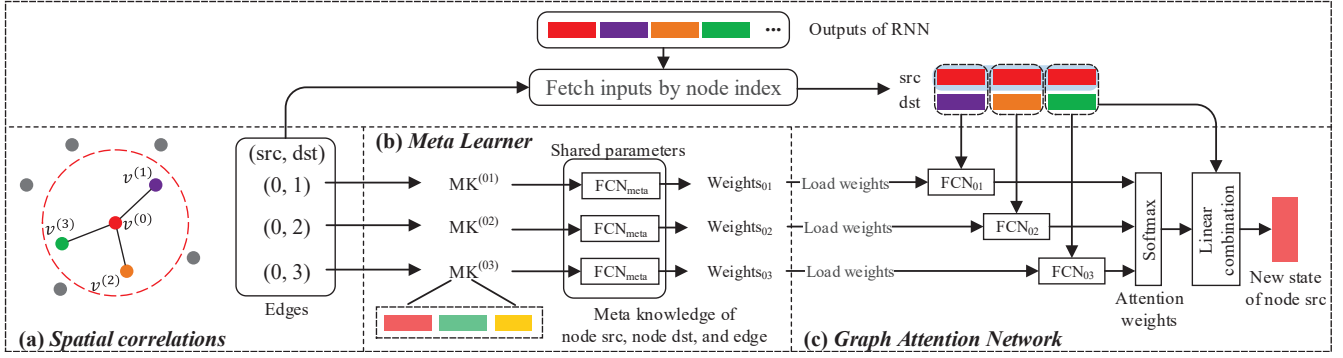 Outputs of RNN
Fetch inputs by node index
src
dst
(b) Meta Learner
(src, dst)
(0, 1)
(0, 2)
(0, 3)
Edges
v⁽¹⁾
v⁽⁰⁾
v⁽³⁾
v⁽²⁾
(a) Spatial correlations
MK⁽⁰¹⁾
MK⁽⁰²⁾
MK⁽⁰³⁾
Shared parameters
FCNmeta
FCNmeta
FCNmeta
Meta knowledge of
node src, node dst, and edge
Weights₀₁
Weights₀₂
Weights₀₃
Load weights
Load weights
Load weights
FCN₀₁
FCN₀₂
FCN₀₃
Softmax
Attention
weights
Linear
combination
New state
of node src
(c) Graph Attention Network